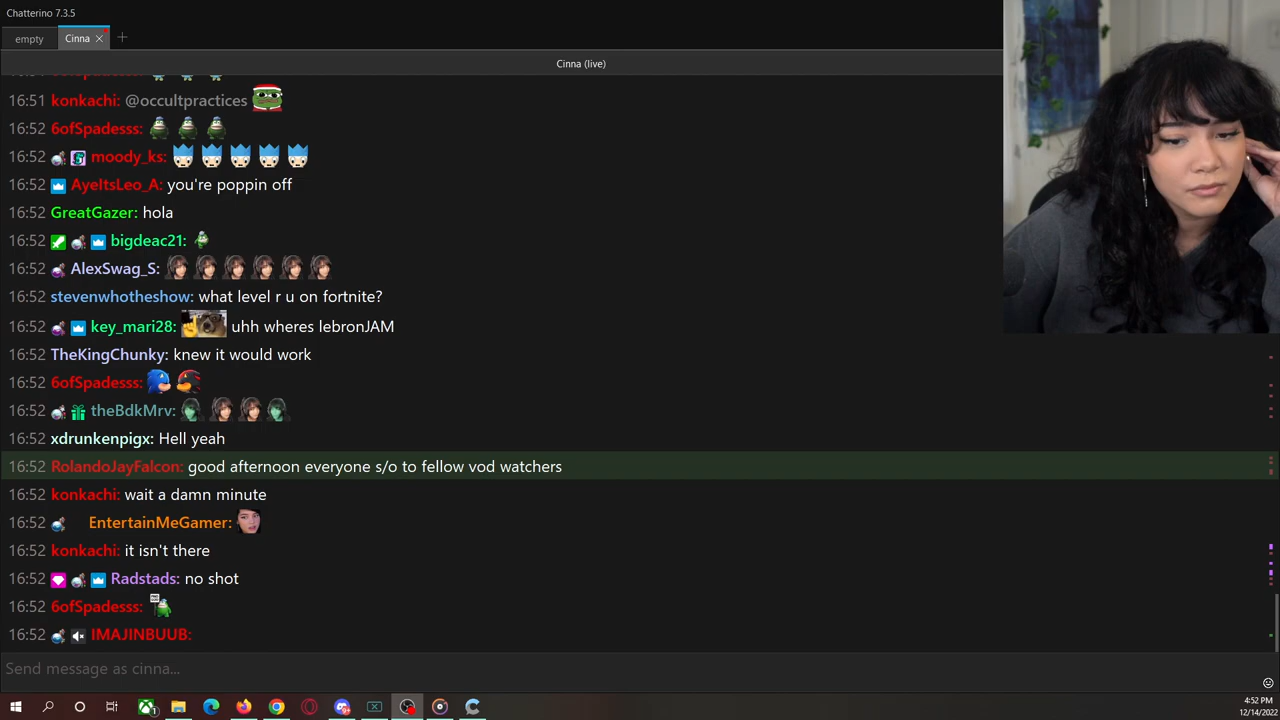 Chatterino 7.3.5
empty
Cinna
Cinna (live)
16:51 konkachi: @occultpractices
16:52 6ofSpadesss:
16:52 moody_ks:
16:52 AyeItsLeo_A: you're poppin off
16:52 GreatGazer: hola
16:52 bigdeac21:
16:52 AlexSwag_S:
16:52 stevenwhotheshow: what level r u on fortnite?
16:52 key_mari28: uhh wheres lebronJAM
16:52 TheKingChunky: knew it would work
16:52 6ofSpadesss:
16:52 theBdkMrv:
16:52 xdrunkenpigx: Hell yeah
16:52 RolandoJayFalcon: good afternoon everyone s/o to fellow vod watchers
16:52 konkachi: wait a damn minute
16:52 EntertainMeGamer:
16:52 konkachi: it isn't there
16:52 Radstads: no shot
16:52 6ofSpadesss:
16:52 IMAJINBUUB:
Send message as cinna...
4:52 PM
12/14/2022